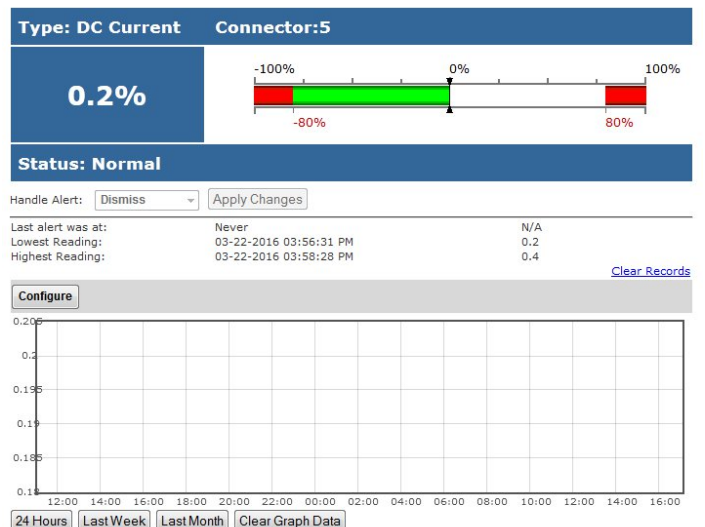 Type: DC Current Connector:5
-100% 0% 100%
0.2%
-80% 80%
Status: Normal
Handle Alert: Dismiss Apply Changes
Last alert was at: Never N/A
Lowest Reading: 03-22-2016 03:56:31 PM 0.2
Highest Reading: 03-22-2016 03:58:28 PM 0.4
Clear Records
Configure
0.205
0.2
0.195
0.19
0.185
0.18
12:00 14:00 16:00 18:00 20:00 22:00 00:00 02:00 04:00 06:00 08:00 10:00 12:00 14:00 16:00
24 Hours Last Week Last Month Clear Graph Data